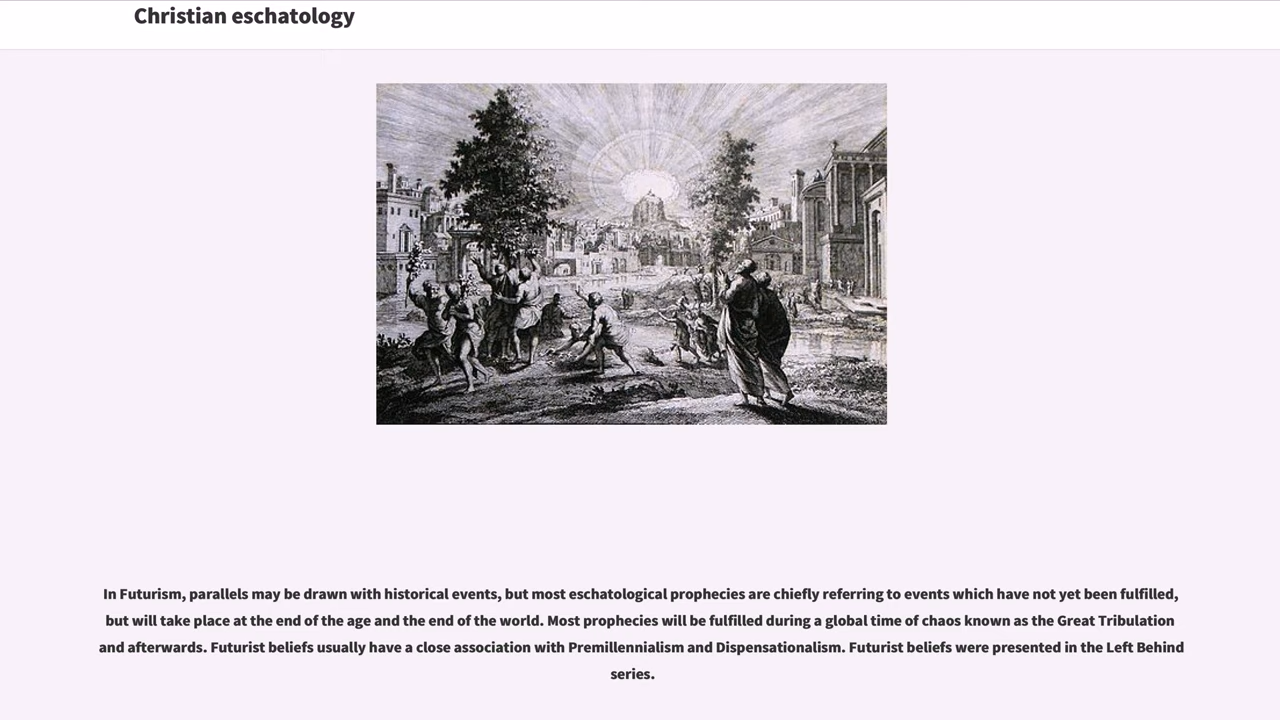 Christian eschatology
In Futurism, parallels may be drawn with historical events, but most eschatological prophecies are chiefly referring to events which have not yet been fulfilled,
but will take place at the end of the age and the end of the world. Most prophecies will be fulfilled during a global time of chaos known as the Great Tribulation
and afterwards. Futurist beliefs usually have a close association with Premillennialism and Dispensationalism. Futurist beliefs were presented in the Left Behind
series.